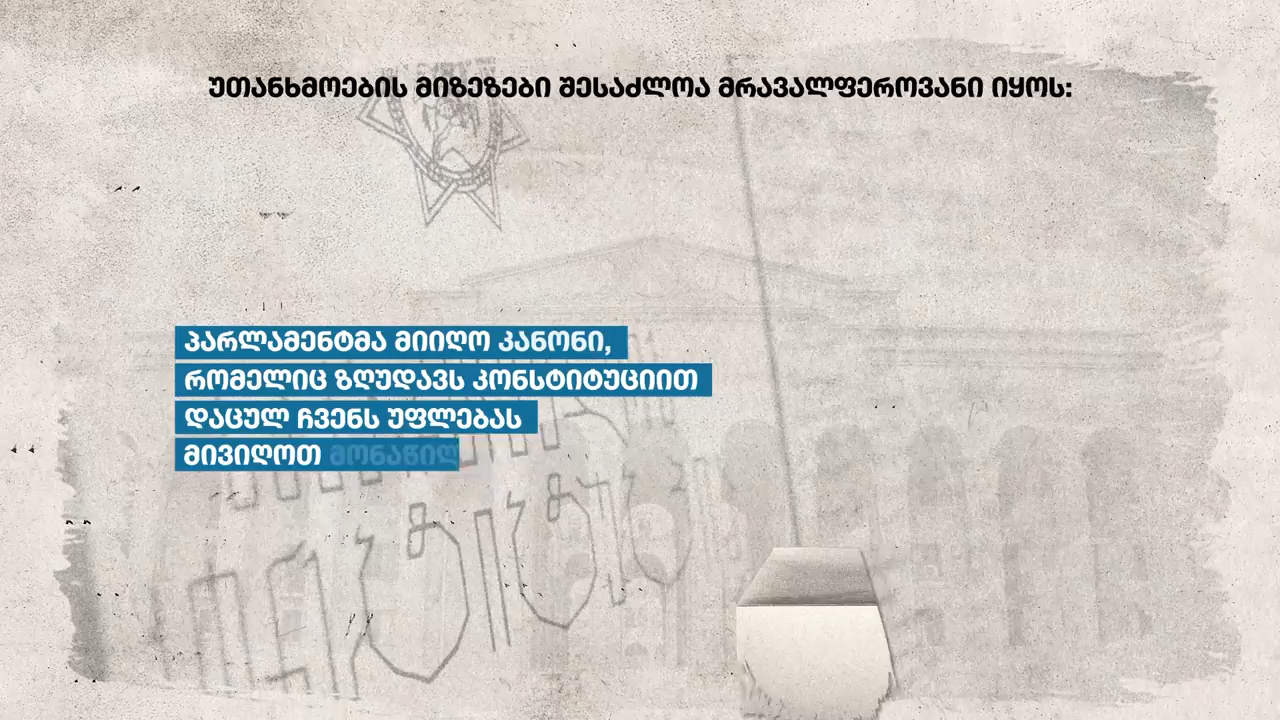 უთანხმოების მიზეზები შესაძლოა მრავალფეროვანი იყოს:
პარლამენტმა მიიღო კანონი,
რომელიც ზღუდავს კონსტიტუციით
დაცულ ჩვენს უფლებას
მივიღოთ მონაწილ